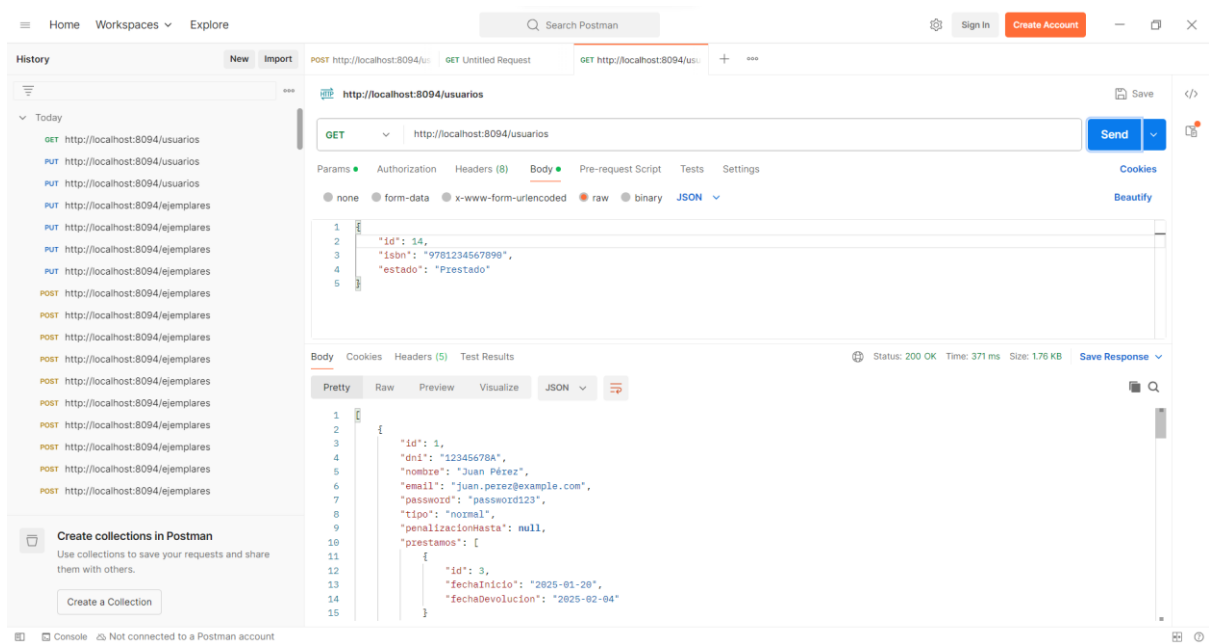 Home Workspaces Explore Search Postman Sign In Create Account
History New Import POST http://localhost:8094/us GET Untitled Request GET http://localhost:8094/usu
HTTP http://localhost:8094/usuarios Save
Today
GET http://localhost:8094/usuarios
PUT http://localhost:8094/usuarios
PUT http://localhost:8094/usuarios
PUT http://localhost:8094/ejemplares
PUT http://localhost:8094/ejemplares
PUT http://localhost:8094/ejemplares
PUT http://localhost:8094/ejemplares
POST http://localhost:8094/ejemplares
POST http://localhost:8094/ejemplares
POST http://localhost:8094/ejemplares
POST http://localhost:8094/ejemplares
POST http://localhost:8094/ejemplares
POST http://localhost:8094/ejemplares
POST http://localhost:8094/ejemplares
POST http://localhost:8094/ejemplares
POST http://localhost:8094/ejemplares
POST http://localhost:8094/ejemplares
Create collections in Postman
Use collections to save your requests and share
them with others.
Create a Collection
GET http://localhost:8094/usuarios Send
Params Authorization Headers (8) Body Pre-request Script Tests Settings Cookies
none form-data x-www-form-urlencoded raw binary JSON Beautify
1 {
2 "id": 14,
3 "isbn": "9781234567890",
4 "estado": "Prestado"
5 }
Body Cookies Headers (5) Test Results Status: 200 OK Time: 371 ms Size: 1.76 KB Save Response
Pretty Raw Preview Visualize JSON
1 [
2 {
3 "id": 1,
4 "dni": "12345678A",
5 "nombre": "Juan Pérez",
6 "email": "juan.perez@example.com",
7 "password": "password123",
8 "tipo": "normal",
9 "penalizacionHasta": null,
10 "prestamos": [
11 {
12 "id": 3,
13 "fechaInicio": "2025-01-20",
14 "fechaDevolucion": "2025-02-04"
15 }
Console Not connected to a Postman account